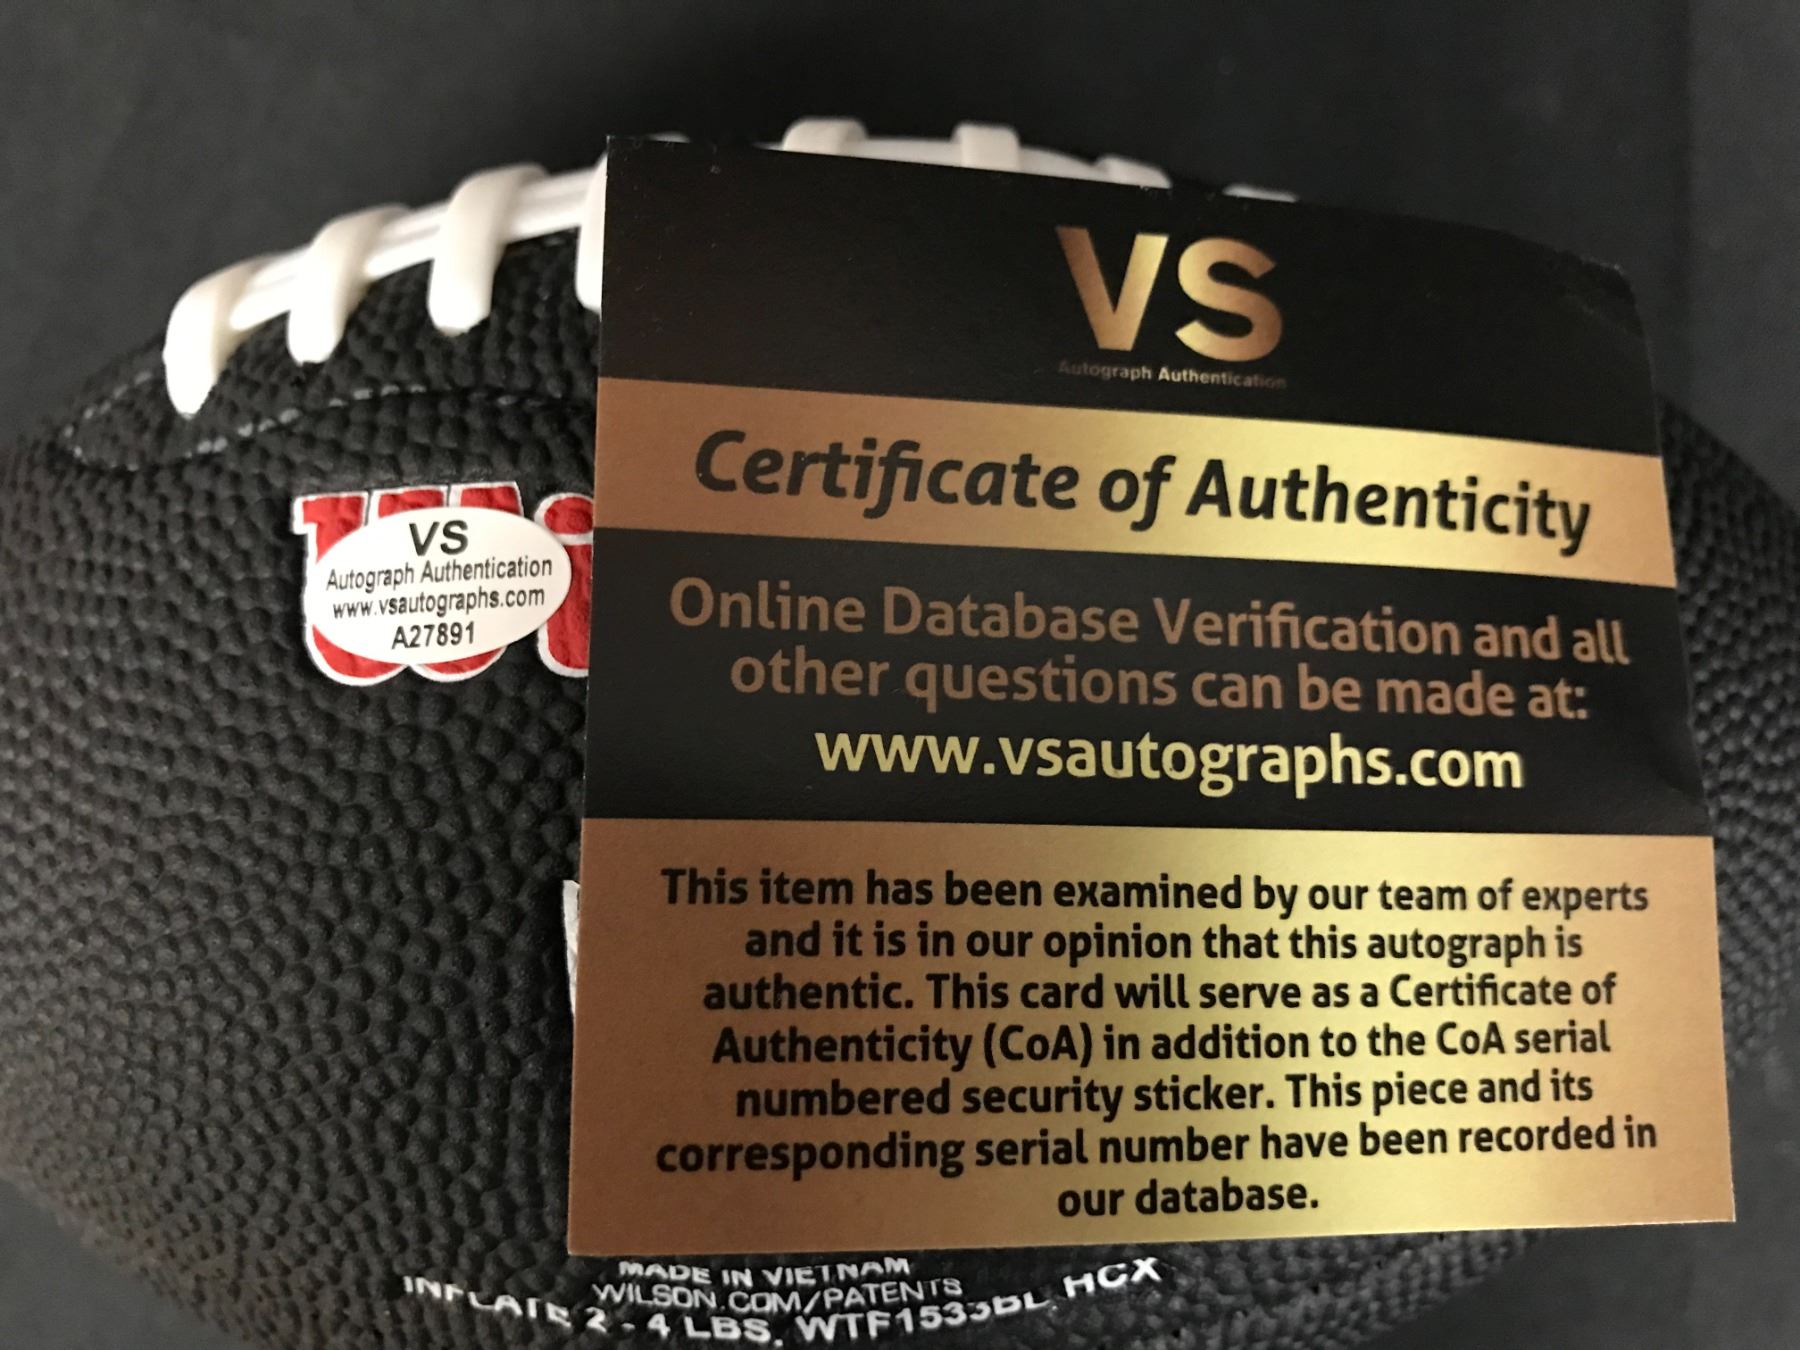 VS
Autograph Authentication
Certificate of Authenticity
Online Database Verification and all
other questions can be made at:
www.vsautographs.com
This item has been examined by our team of experts
and it is in our opinion that this autograph is
authentic. This card will serve as a Certificate of
Authenticity (CoA) in addition to the CoA serial
numbered security sticker. This piece and its
corresponding serial number have been recorded in
our database.
VS
Autograph Authentication
www.vsautographs.com
A27891
MADE IN VIETNAM
WILSON.COM/PATENTS
INFLATE 2 - 4 LBS. WTF1533BL HCX